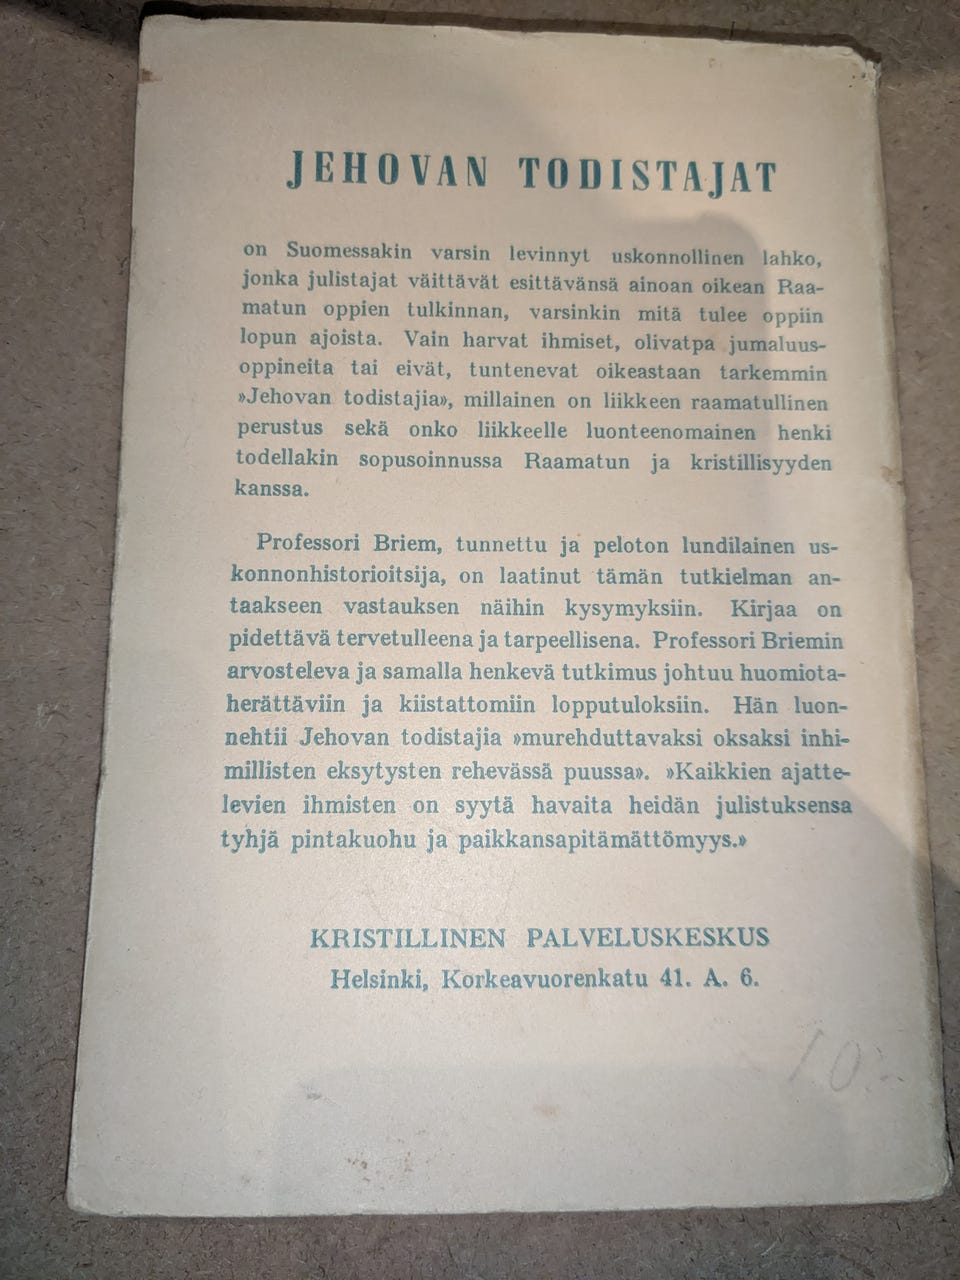 JEHOVAN TODISTAJAT
on Suomessakin varsin levinnyt uskonnollinen lahko,
jonka julistajat väittävät esittävänsä ainoan oikean Raa-
matun oppien tulkinnan, varsinkin mitä tulee oppiin
lopun ajoista. Vain harvat ihmiset, olivatpa jumaluus-
oppineita tai eivät, tuntenevat oikeastaan tarkemmin
»Jehovan todistajia», millainen on liikkeen raamatullinen
perustus sekä onko liikkeelle luonteenomainen henki
todellakin sopusoinnussa Raamatun ja kristillisyyden
kanssa.
Professori Briem, tunnettu ja peloton lundilainen us-
konnonhistorioitsija, on laatinut tämän tutkielman an-
taakseen vastauksen näihin kysymyksiin. Kirjaa on
pidettävä tervetulleena ja tarpeellisena. Professori Briemin
arvosteleva ja samalla henkevä tutkimus johtuu huomiota-
herättäviin ja kiistattomiin lopputuloksiin. Hän luon-
nehtii Jehovan todistajia »murehduttavaksi oksaksi inhi-
millisten eksytysten rehevässä puussa». »Kaikkien ajatte-
levien ihmisten on syytä havaita heidän julistuksensa
tyhjä pintakuohu ja paikkansapitämättömyys.»
KRISTILLINEN PALVELUSKESKUS
Helsinki, Korkeavuorenkatu 41. A. 6.
10:-